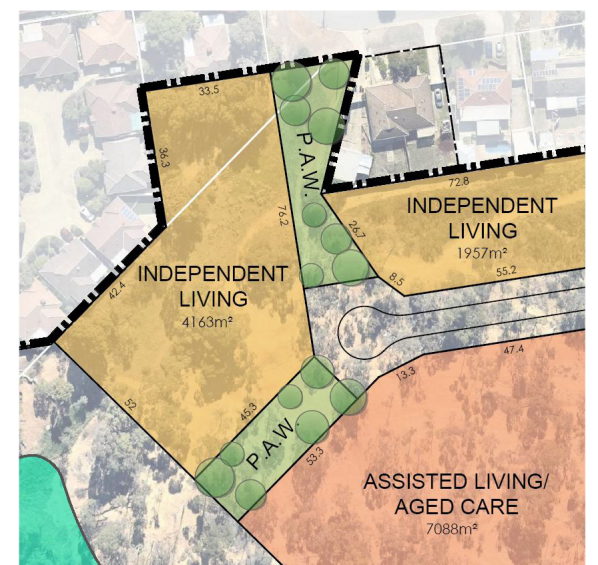 33.5
36.3
P.A.W.
72.8
76.2
26.7
INDEPENDENT
LIVING
1957m²
8.5
55.2
42.4
INDEPENDENT
LIVING
4163m²
47.4
13.3
52
45.3
P.A.W.
53.3
ASSISTED LIVING/
AGED CARE
7088m²